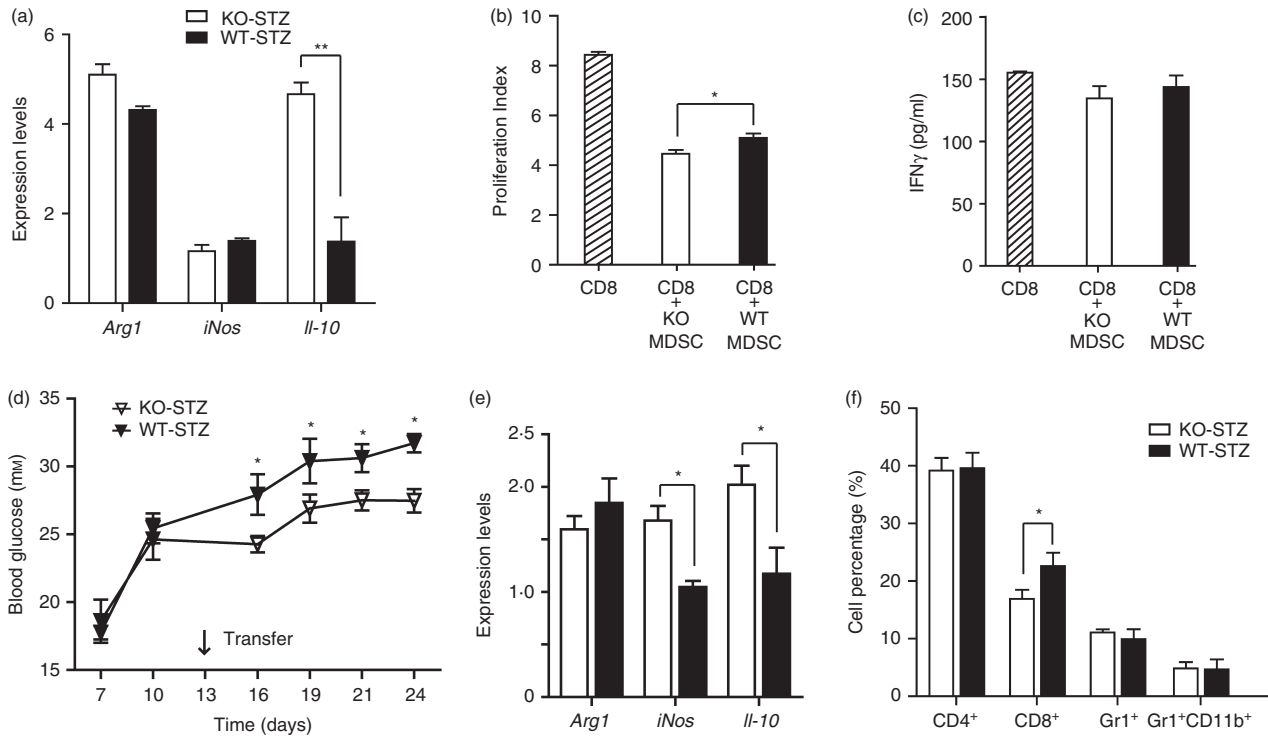 (a)
KO-STZ
WT-STZ
6
4
2
0
Expression levels
**
Arg1
iNos
Il-10
(b)
10
8
6
4
2
0
Proliferation Index
*
CD8
CD8
+
KO
MDSC
CD8
+
WT
MDSC
(c)
200
150
100
50
0
IFNγ (pg/ml)
CD8
CD8
+
KO
MDSC
CD8
+
WT
MDSC
(d)
35
30
25
20
15
Blood glucose (mM)
KO-STZ
WT-STZ
*
*
*
*
Transfer
7
10
13
16
19
21
24
Time (days)
(e)
2·5
2·0
1·0
0
Expression levels
*
*
Arg1
iNos
Il-10
(f)
50
40
30
20
10
0
Cell percentage (%)
KO-STZ
WT-STZ
*
CD4+
CD8+
Gr1+
Gr1+CD11b+